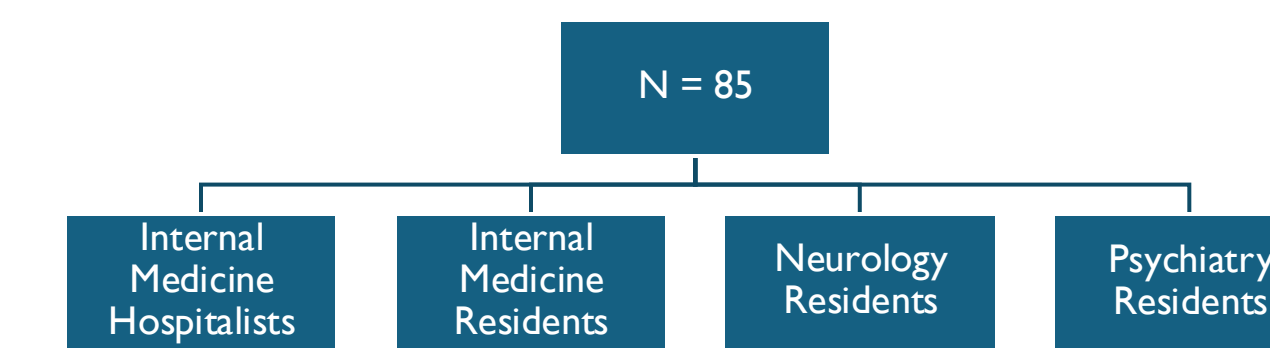 N = 85
Internal
Medicine
Hospitalists
Internal
Medicine
Residents
Neurology
Residents
Psychiatry
Residents